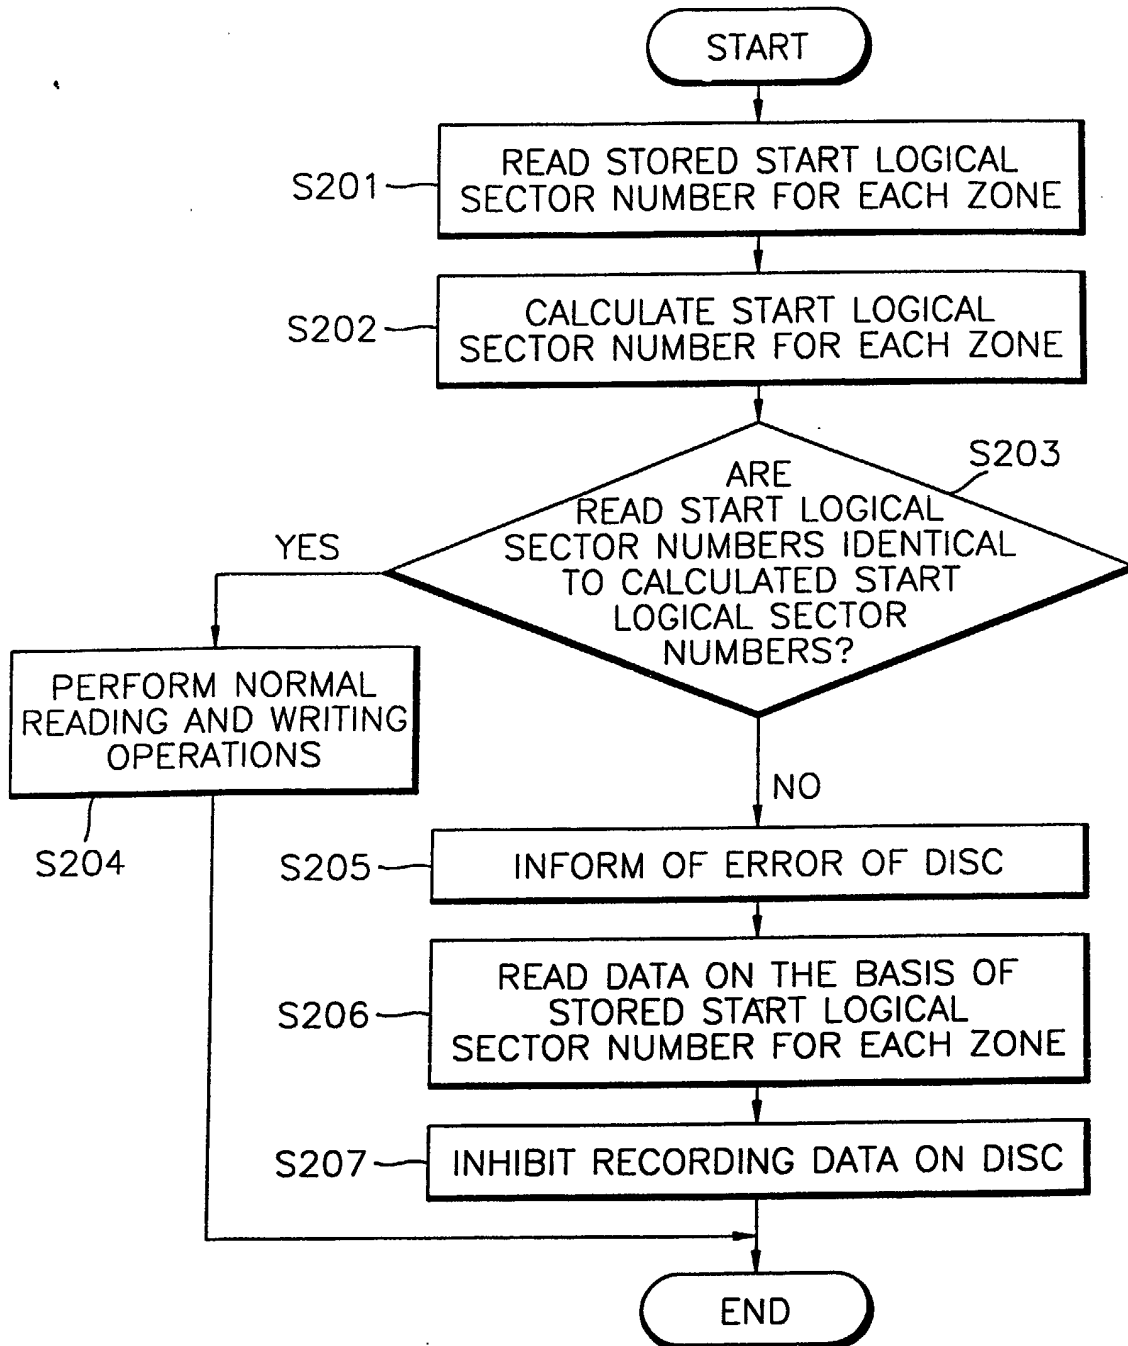 START
S201
READ STORED START LOGICAL
SECTOR NUMBER FOR EACH ZONE
S202
CALCULATE START LOGICAL
SECTOR NUMBER FOR EACH ZONE
S203
ARE
READ START LOGICAL
SECTOR NUMBERS IDENTICAL
TO CALCULATED START
LOGICAL SECTOR
NUMBERS?
YES
PERFORM NORMAL
READING AND WRITING
OPERATIONS
S204
NO
S205
INFORM OF ERROR OF DISC
S206
READ DATA ON THE BASIS OF
STORED START LOGICAL
SECTOR NUMBER FOR EACH ZONE
S207
INHIBIT RECORDING DATA ON DISC
END